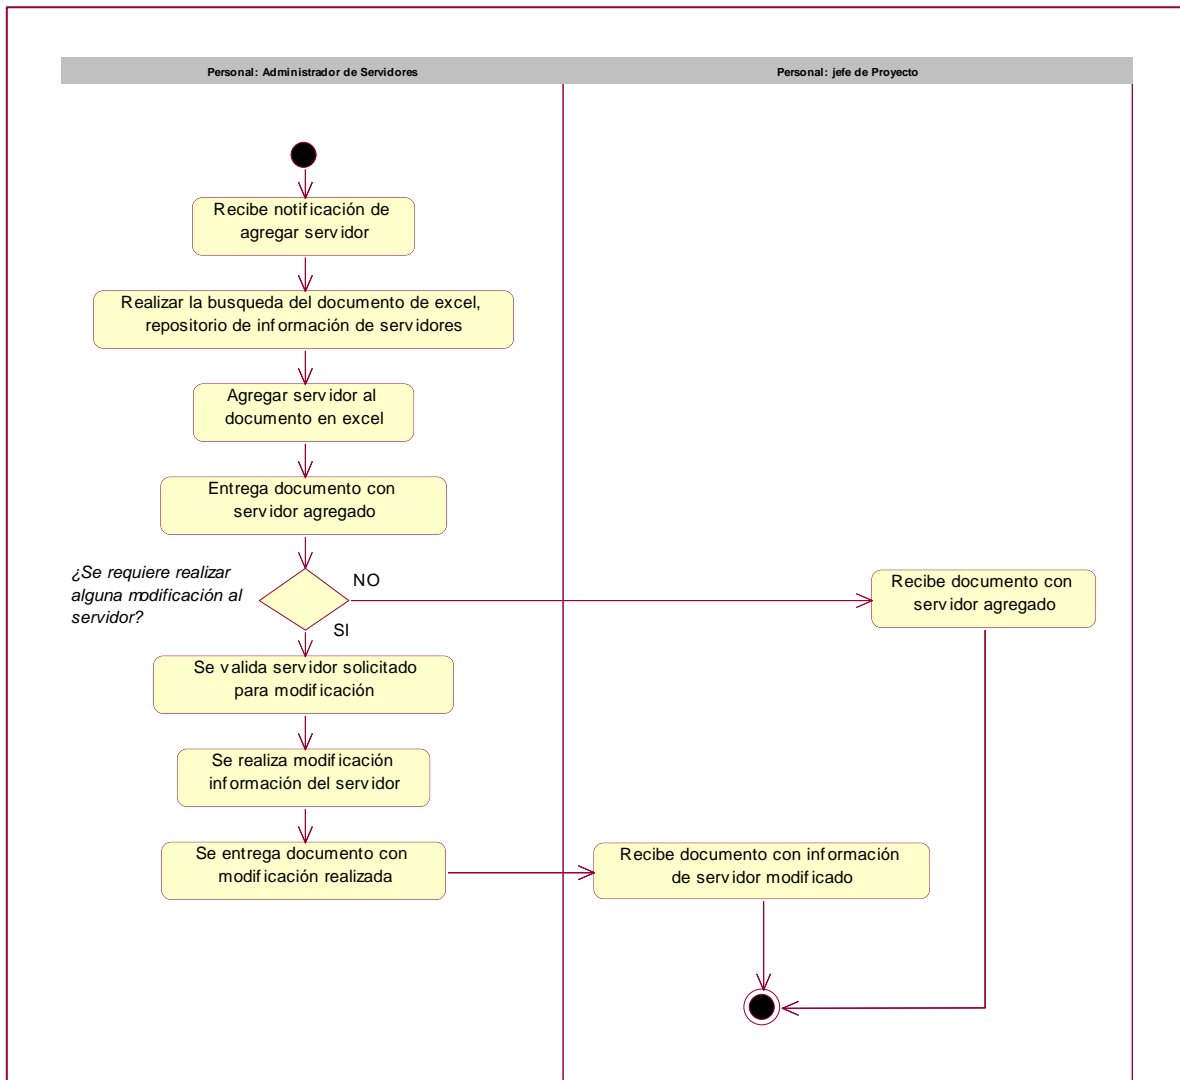 Personal: Administrador de Servidores
Personal: jefe de Proyecto
Recibe notificación de
agregar servidor
Realizar la busqueda del documento de excel,
repositorio de información de servidores
Agregar servidor al
documento en excel
Entrega documento con
servidor agregado
¿Se requiere realizar
alguna modificación al
servidor?
NO
SI
Recibe documento con
servidor agregado
Se valida servidor solicitado
para modificación
Se realiza modificación
información del servidor
Se entrega documento con
modificación realizada
Recibe documento con información
de servidor modificado